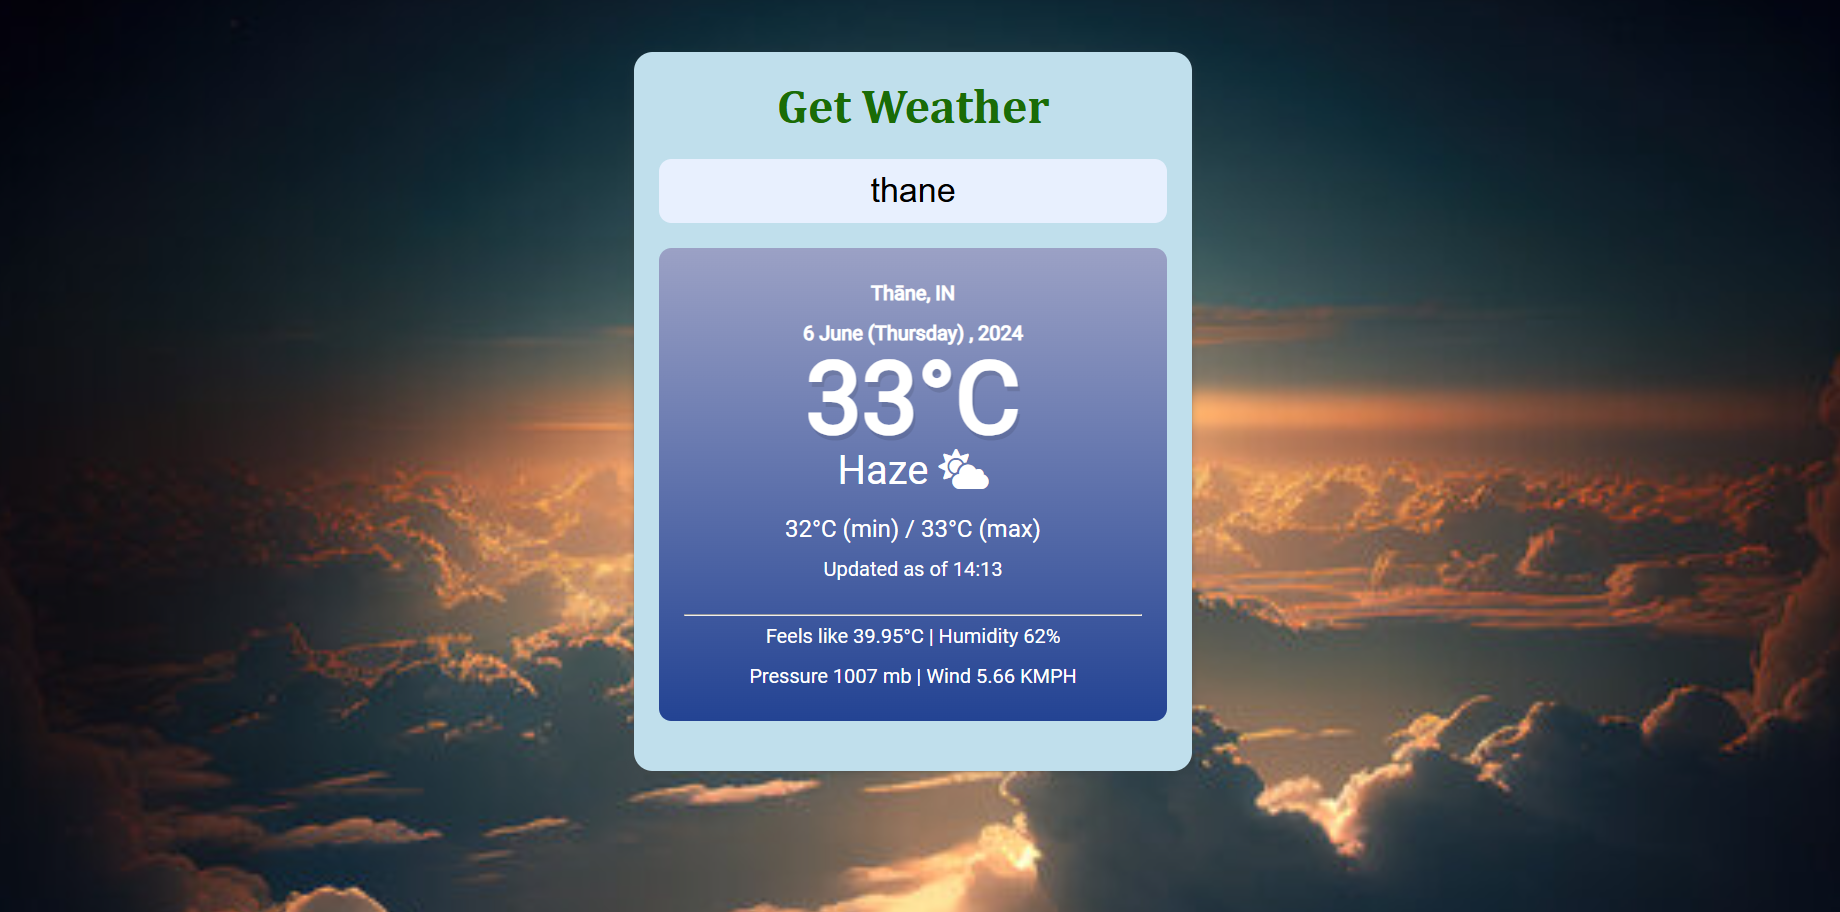 Get Weather
thane
Thāne, IN
6 June (Thursday) , 2024
33°C
Haze
32°C (min) / 33°C (max)
Updated as of 14:13
Feels like 39.95°C | Humidity 62%
Pressure 1007 mb | Wind 5.66 KMPH